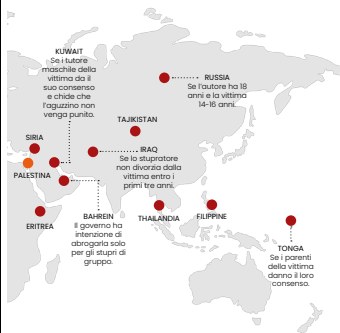 KUWAIT
Se i tutore
maschile della
vittima da il
suo consenso
e chide che
l'aguzzino non
venga punito.
RUSSIA
Se l'autore ha 18
anni e la vittima
14-16 anni.
TAJIKISTAN
SIRIA
IRAQ
Se lo stupratore
non divorzia dalla
vittima entro i
primi tre anni.
PALESTINA
ERITREA
BAHREIN
Il governo ha
intenzione di
abrogarla solo
per gli stupri di
gruppo.
THAILANDIA
FILIPPINE
TONGA
Se i parenti
della vittima
danno il loro
consenso.